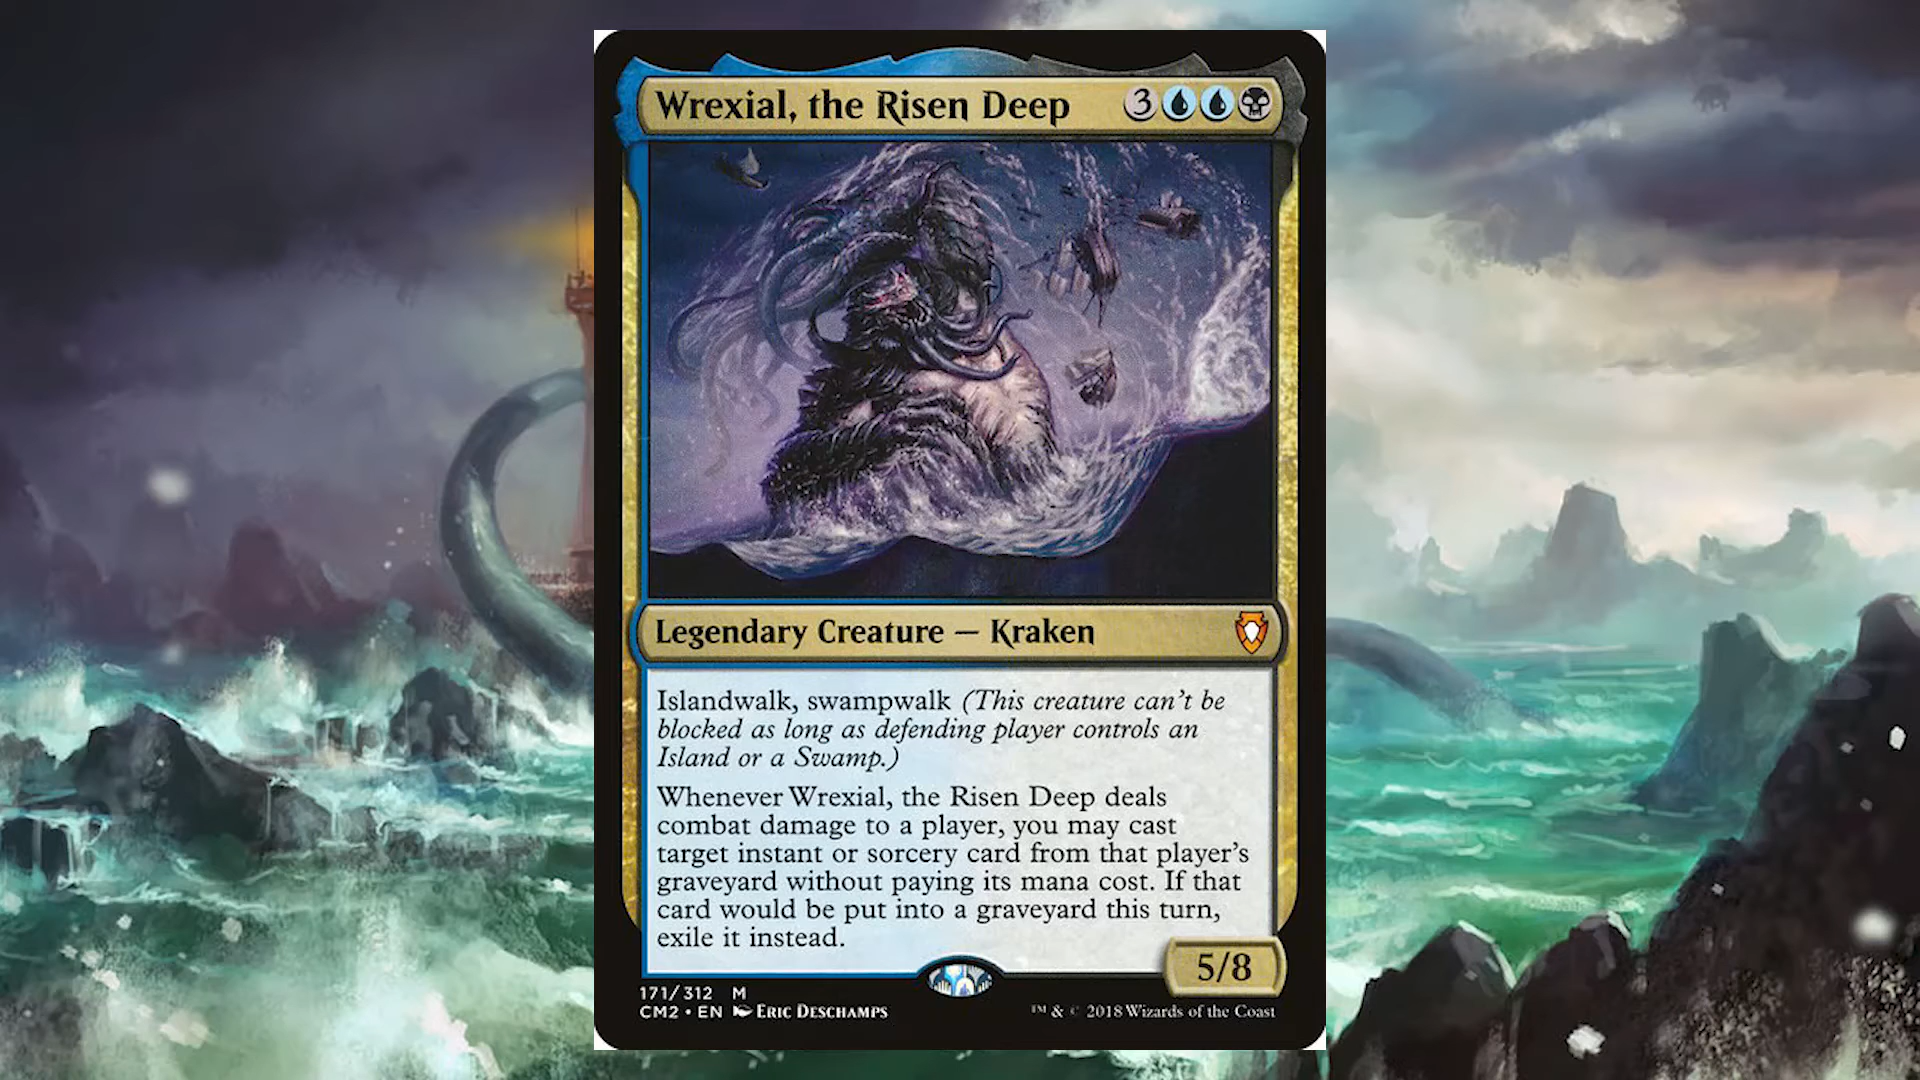 Wrexial, the Risen Deep 3
Legendary Creature — Kraken
Islandwalk, swampwalk (This creature can't be
blocked as long as defending player controls an
Island or a Swamp.)
Whenever Wrexial, the Risen Deep deals
combat damage to a player, you may cast
target instant or sorcery card from that player's
graveyard without paying its mana cost. If that
card would be put into a graveyard this turn,
exile it instead.
5/8
171/312 M
CM2 • EN Eric Deschamps
™ & © 2018 Wizards of the Coast